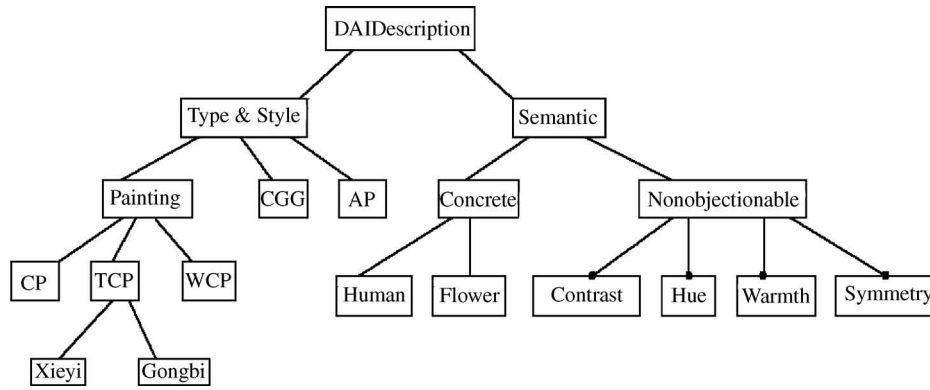 DAIDescription
Type & Style
Semantic
Painting
CGG
AP
Concrete
Nonobjectionable
CP
TCP
WCP
Human
Flower
Contrast
Hue
Warmth
Symmetry
Xieyi
Gongbi